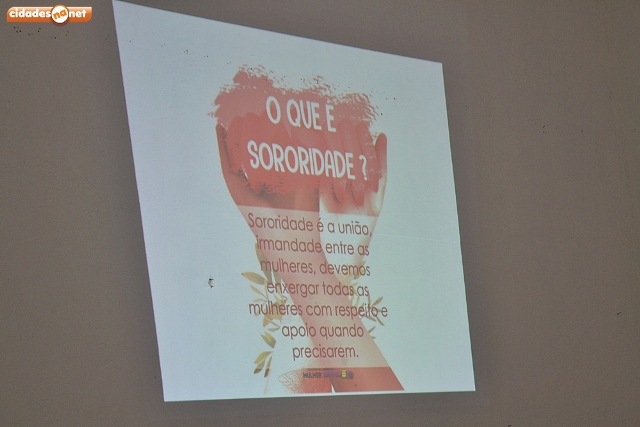 cidadesnanet
O QUE É
SORORIDADE ?
Sororidade é a união,
irmandade entre as
mulheres, devemos
enxergar todas as
mulheres com respeito e
apoio quando
precisarem.
MULHER